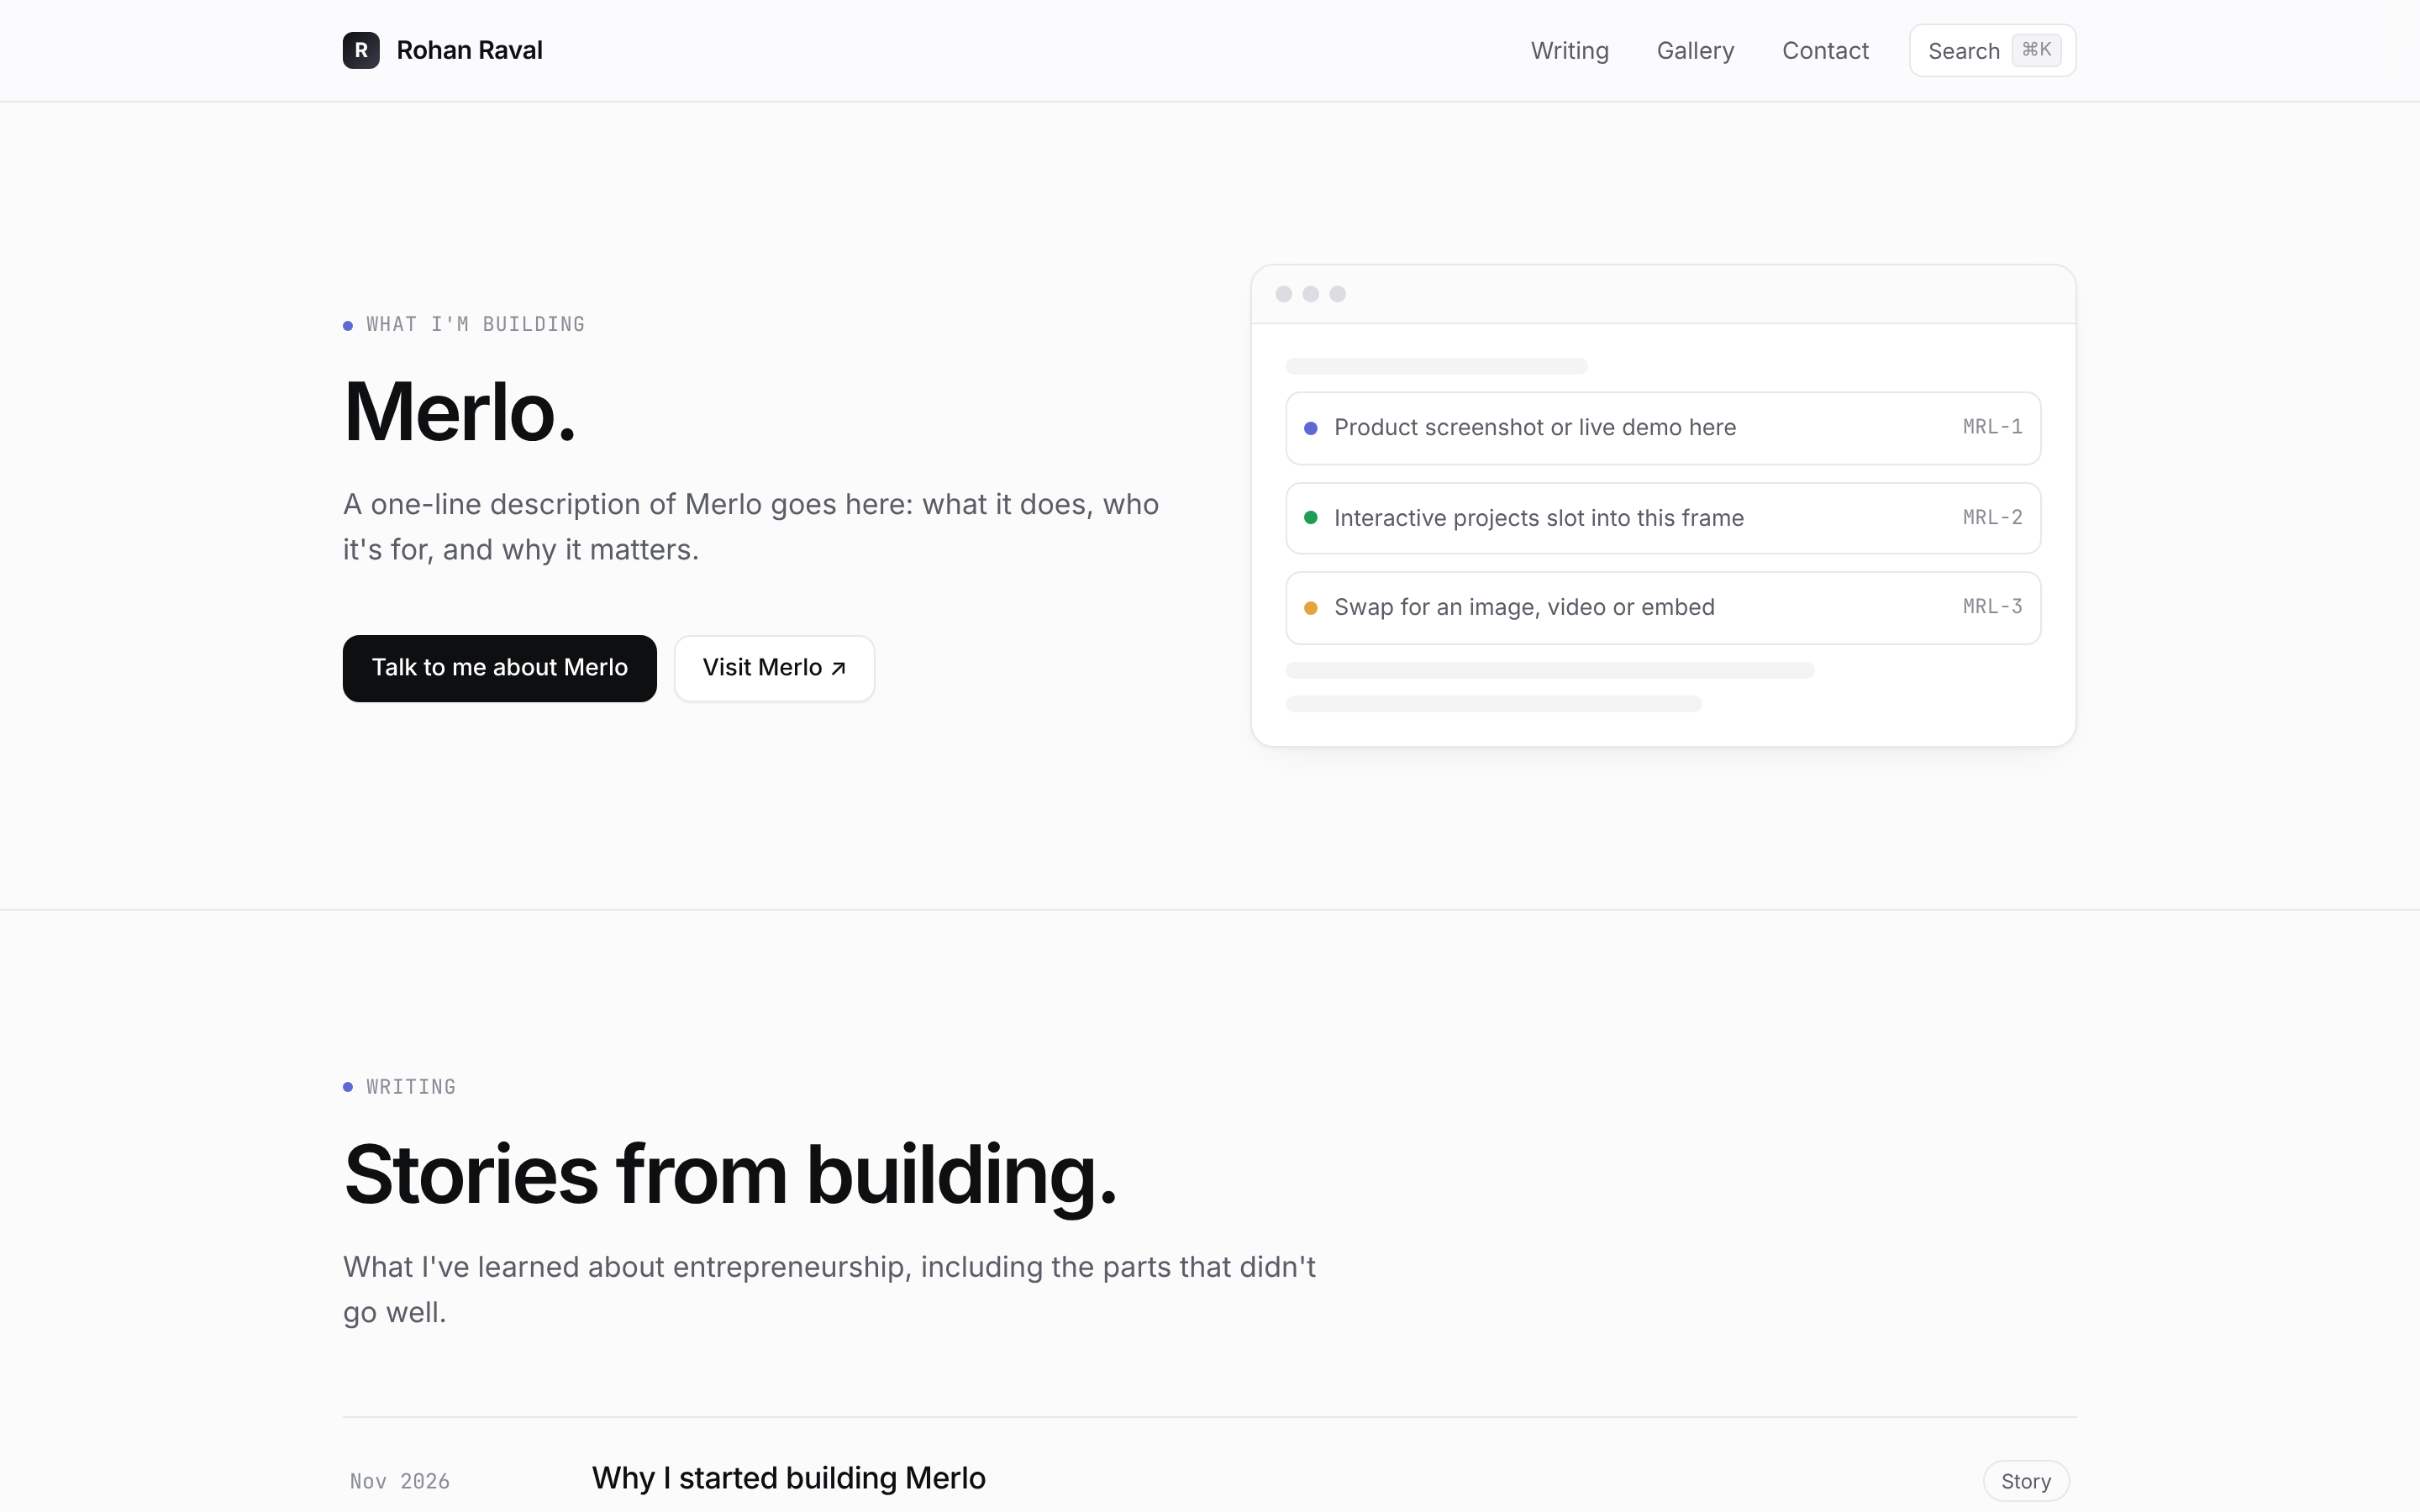 R Rohan Raval
Writing Gallery Contact Search ⌘K
WHAT I'M BUILDING
Merlo.
A one-line description of Merlo goes here: what it does, who
it's for, and why it matters.
Talk to me about Merlo Visit Merlo ↗
Product screenshot or live demo here MRL-1
Interactive projects slot into this frame MRL-2
Swap for an image, video or embed MRL-3
WRITING
Stories from building.
What I've learned about entrepreneurship, including the parts that didn't
go well.
Nov 2026 Why I started building Merlo Story